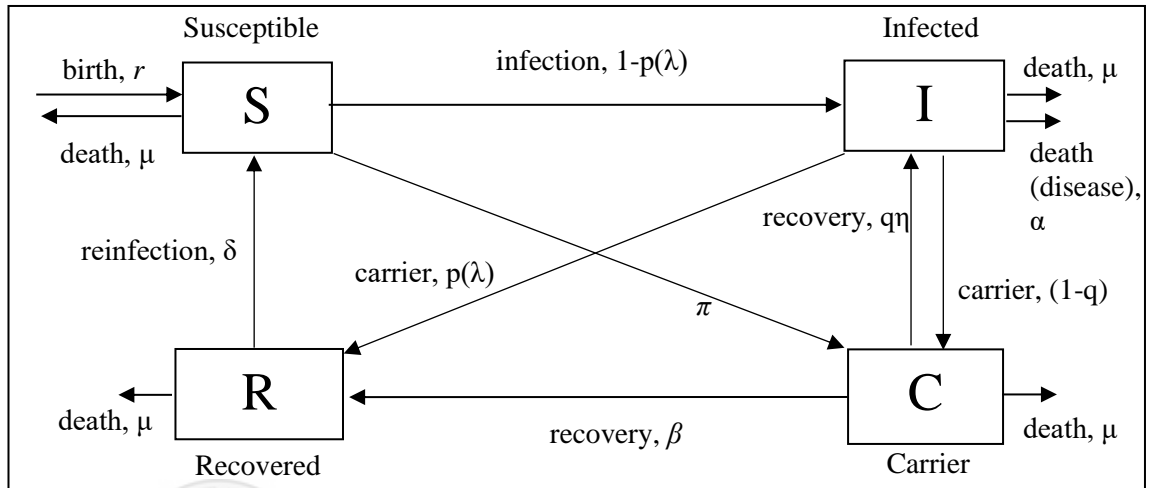 Susceptible
Infected
birth, r
infection, 1-p(λ)
death, μ
S
I
death, μ
death
(disease),
α
recovery, qη
reinfection, δ
carrier, p(λ)
π
carrier, (1-q)
R
C
death, μ
recovery, β
death, μ
Recovered
Carrier